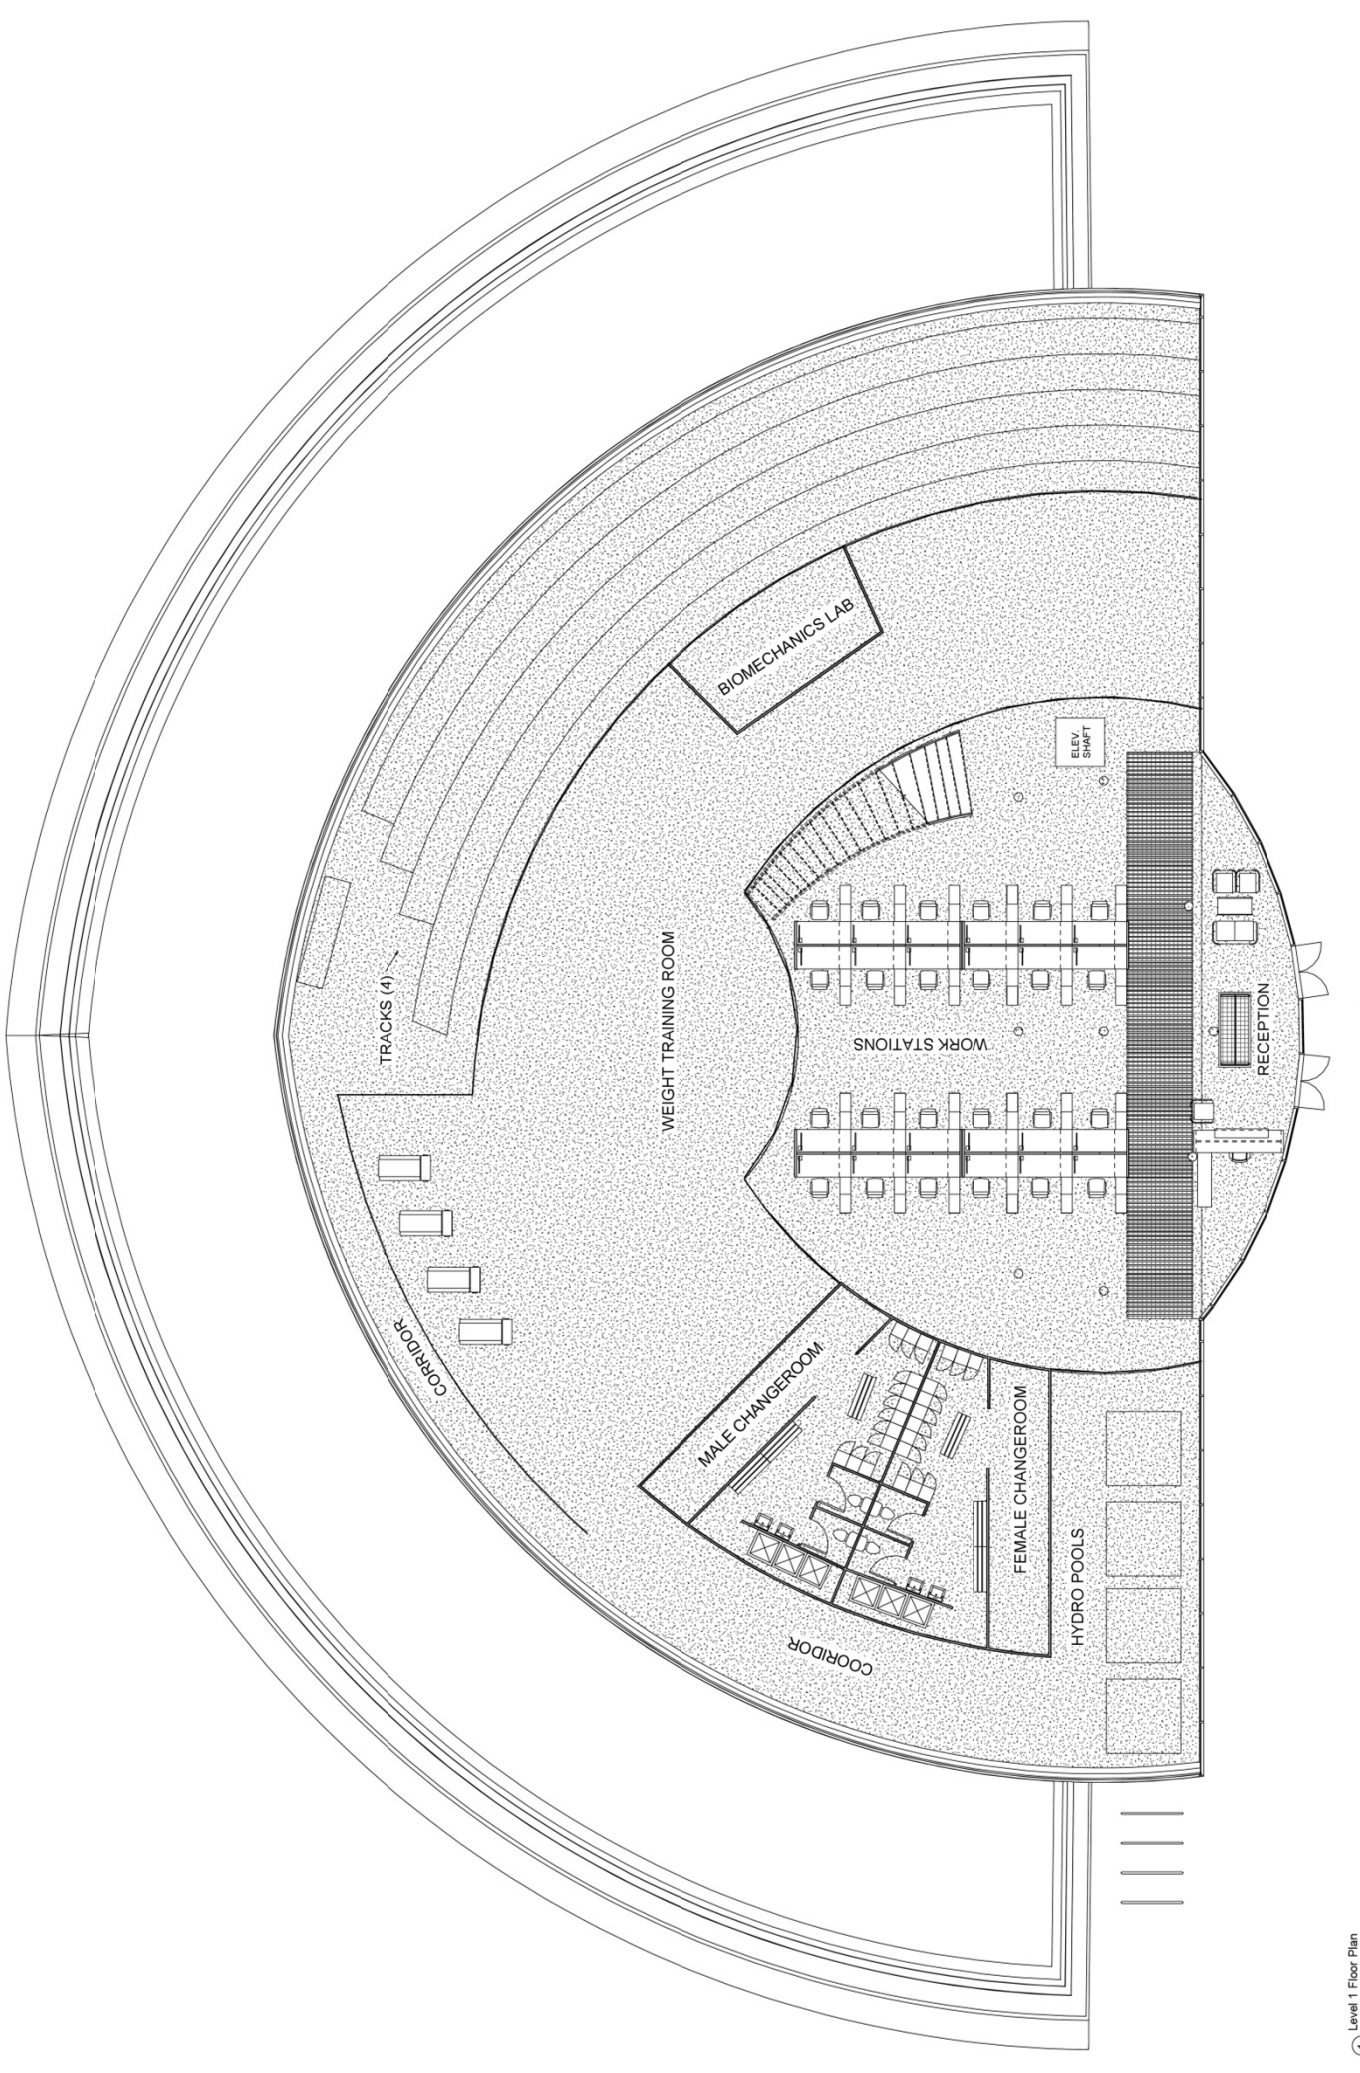 TRACKS (4)
CORRIDOR
WEIGHT TRAINING ROOM
BIOMECHANICS LAB
ELEV.
SHAFT
WORK STATIONS
RECEPTION
MALE CHANGEROOM
FEMALE CHANGEROOM
HYDRO POOLS
COORIDOR
Level 1 Floor Plan